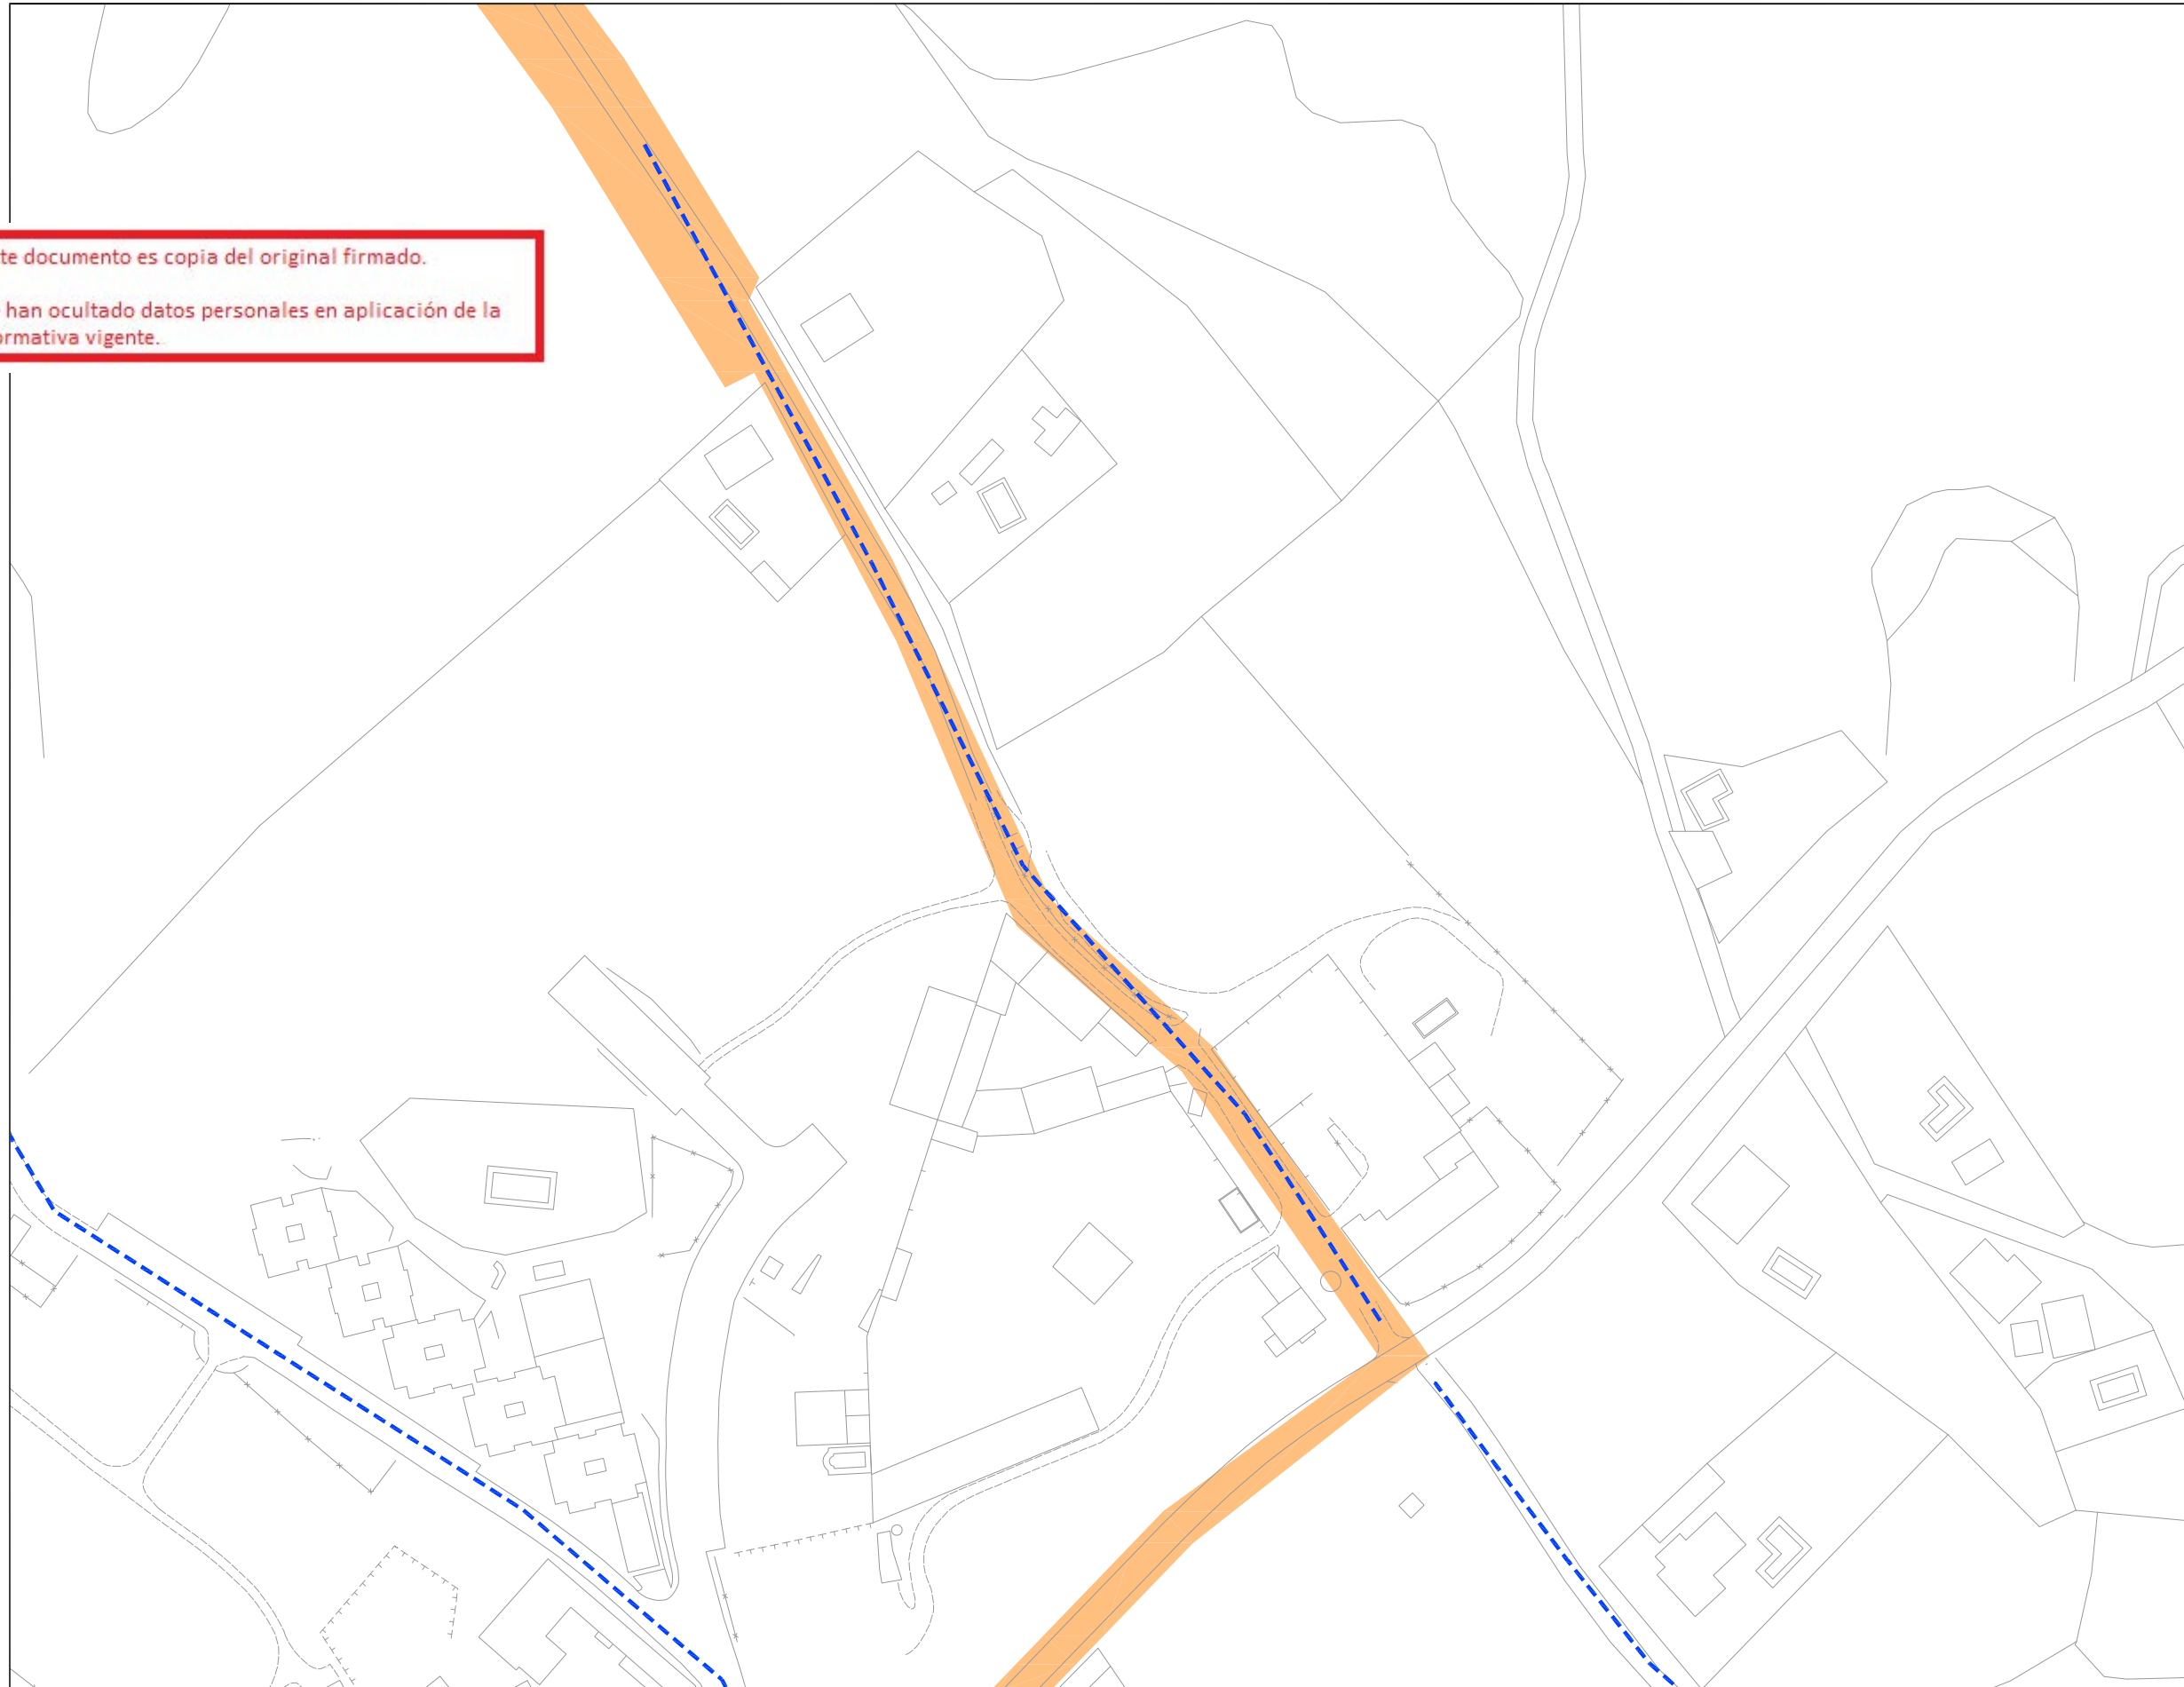 te documento es copia del original firmado.
han ocultado datos personales en aplicación de la
ormativa vigente.